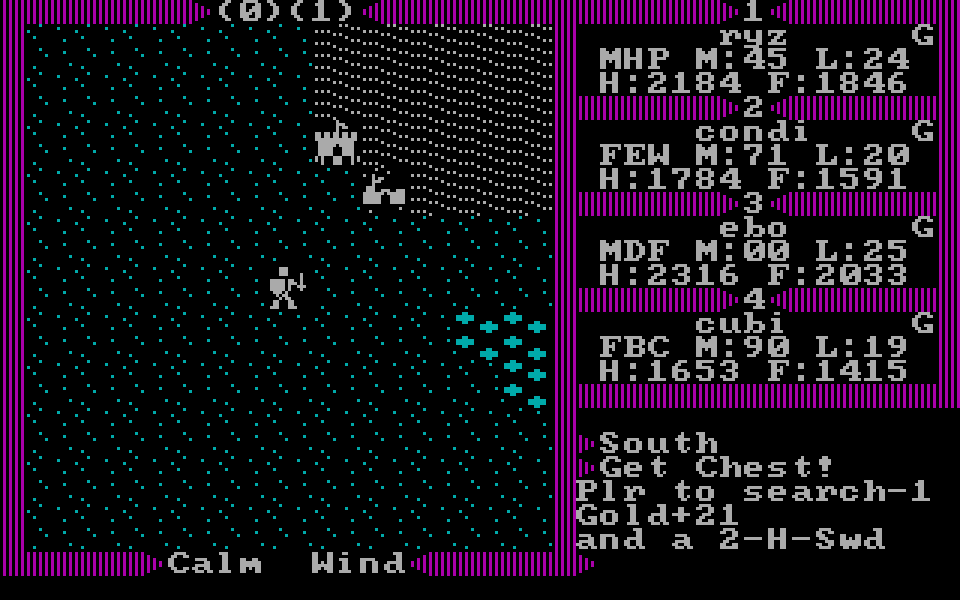 (0)(1)
1
ryz G
MHP M:45 L:24
H:2184 F:1846
2
condi G
FEW M:71 L:20
H:1784 F:1591
3
ebo G
MDF M:00 L:25
H:2316 F:2033
4
cubi G
FBC M:90 L:19
H:1653 F:1415
South
Get Chest!
Plr to search-1
Gold+21
and a 2-H-Swd
Calm Wind